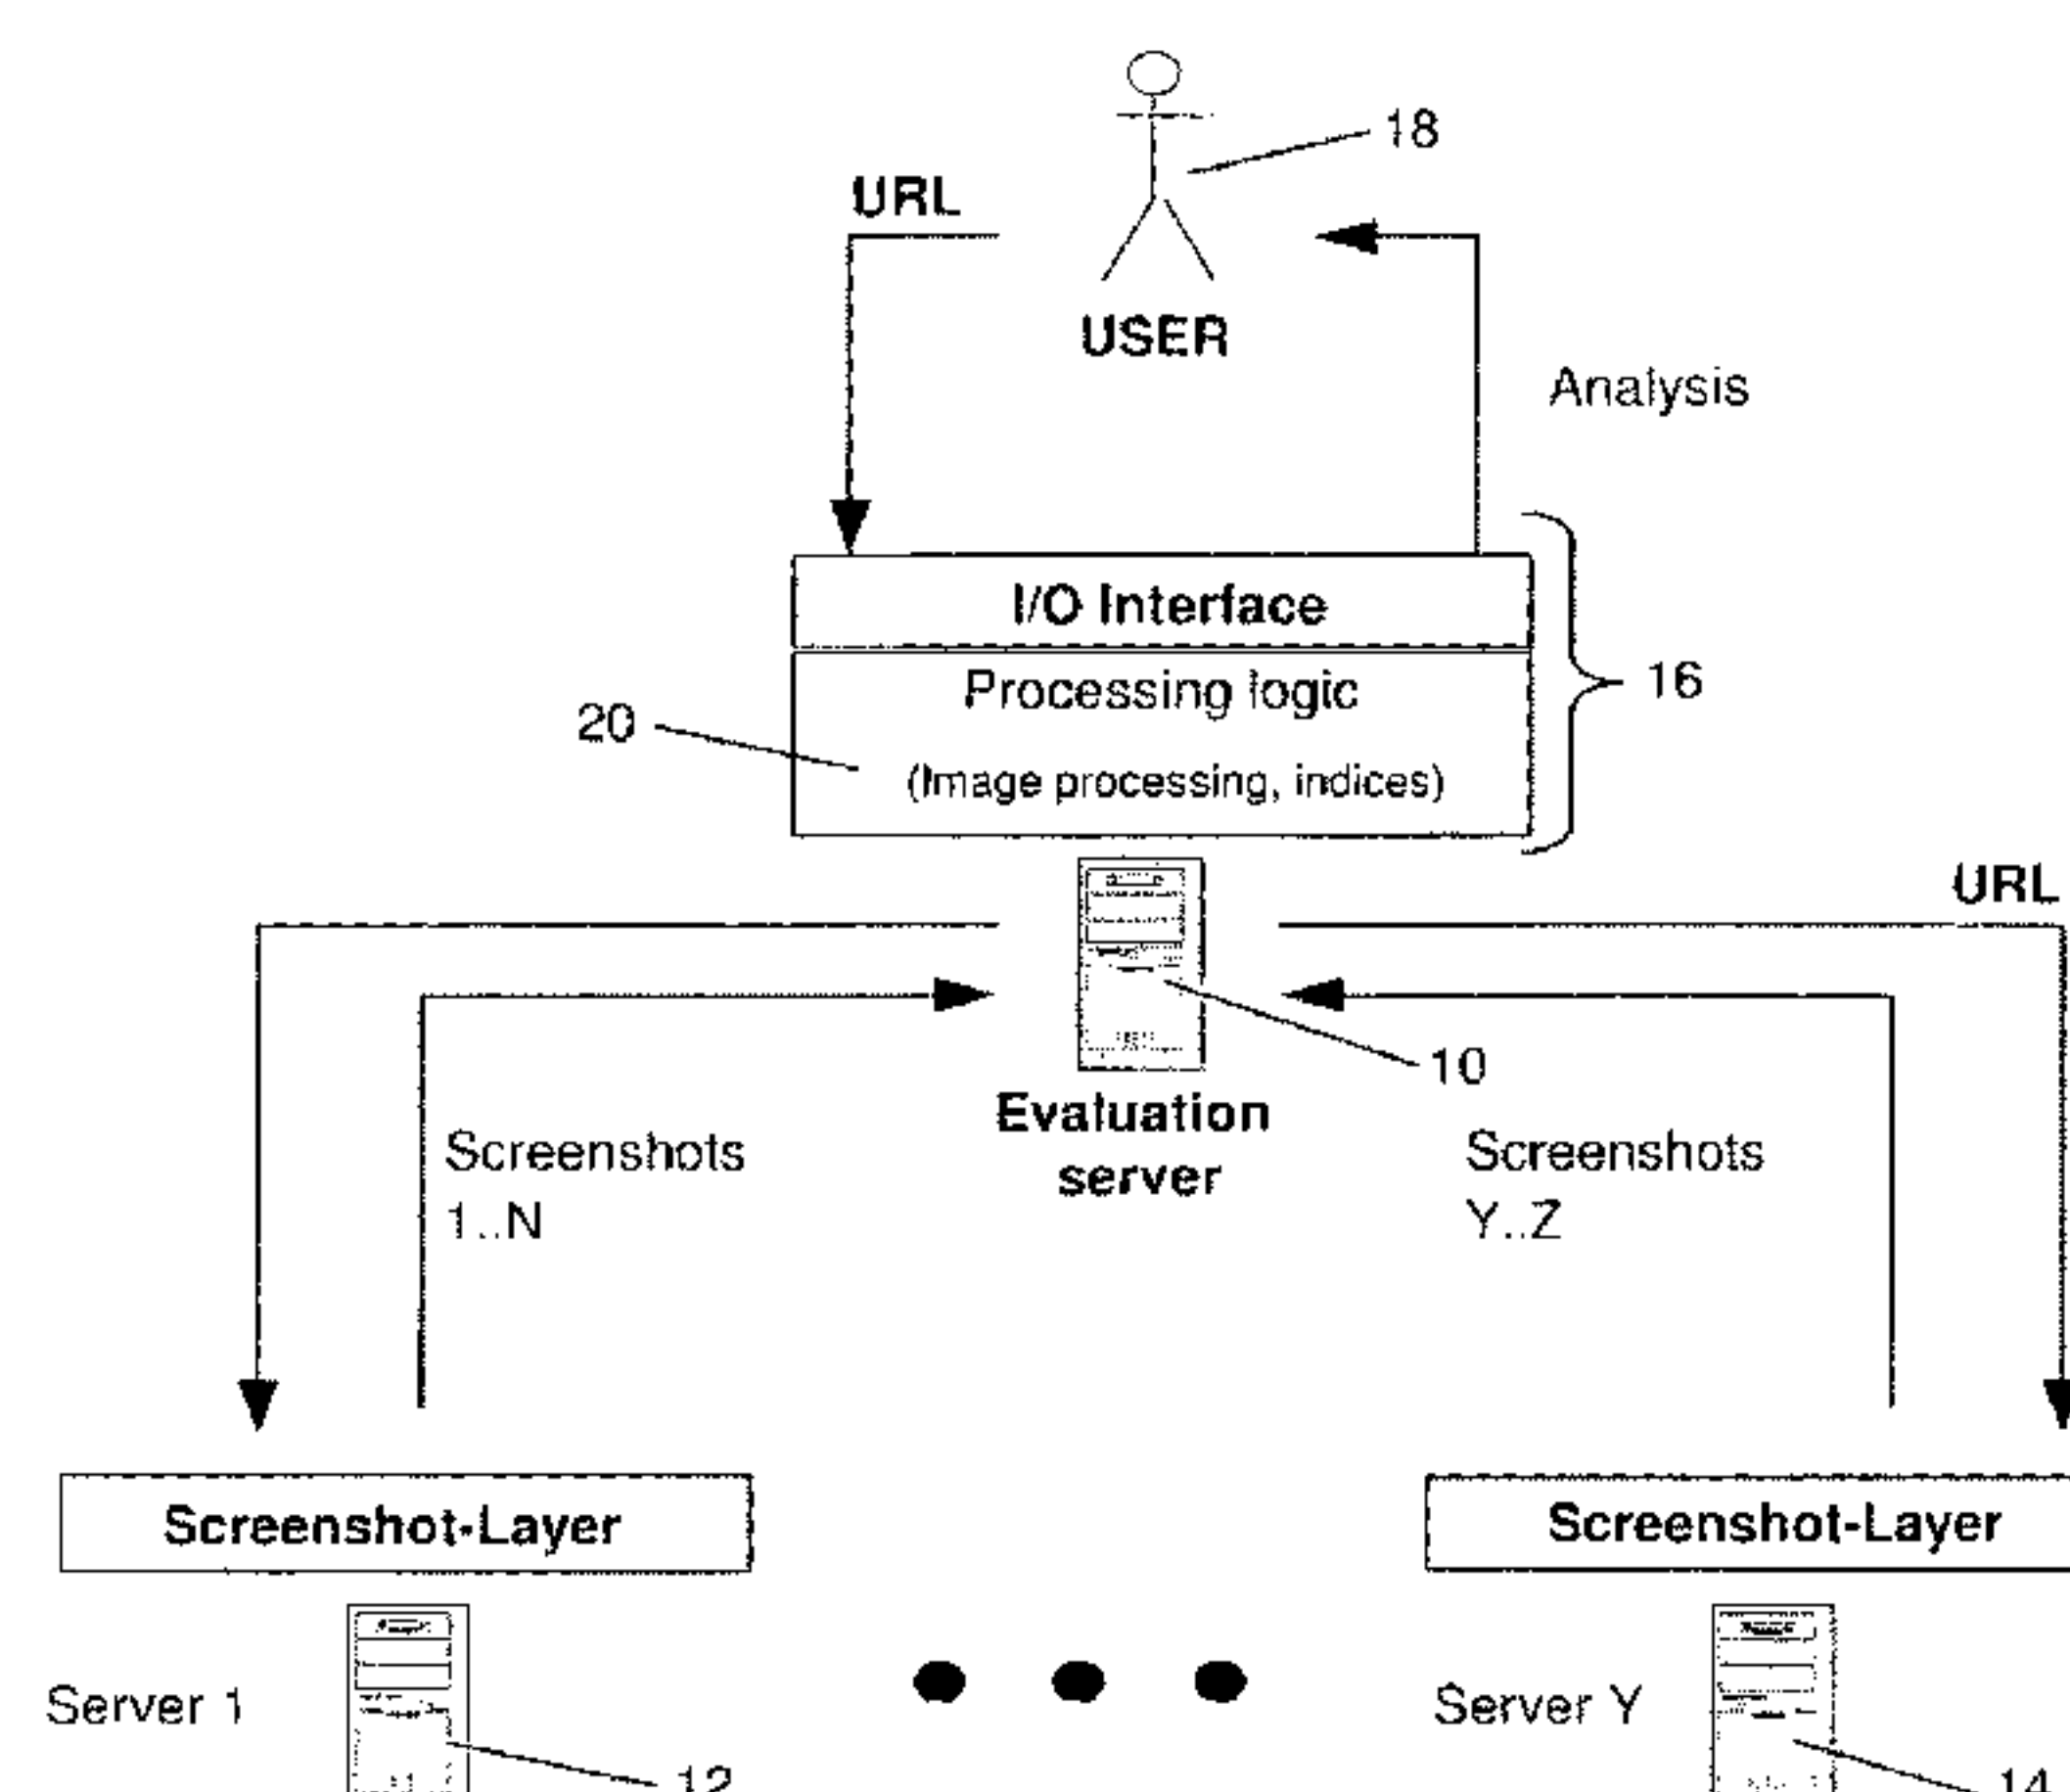 18
URL
USER
Analysis
I/O Interface
Processing logic
16
20
(Image processing, indices)
URL
10
Evaluation
server
Screenshots
1..N
Screenshots
Y..Z
Screenshot-Layer
Screenshot-Layer
Server 1
Server Y
12
14